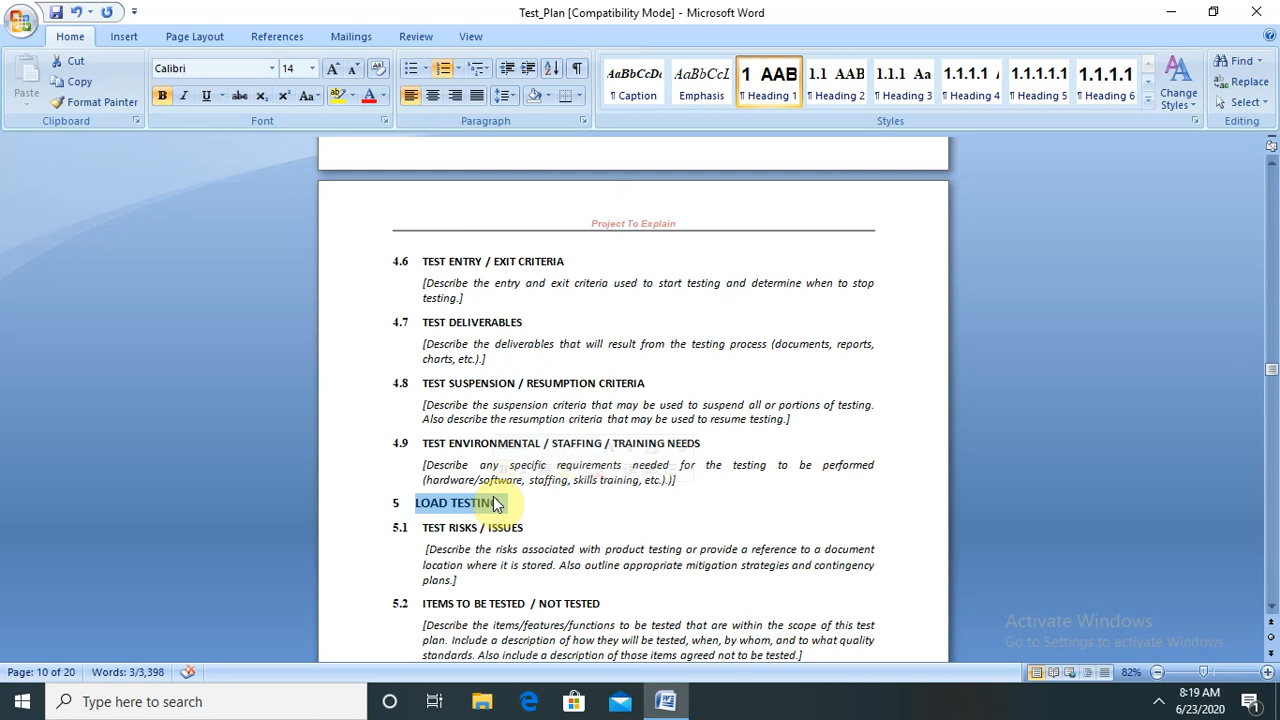 Test_Plan [Compatibility Mode] - Microsoft Word
Home Insert Page Layout References Mailings Review View
Paste
Cut
Copy
Format Painter
Clipboard
Calibri 14
Font
Paragraph
AaBbCcDc AaBbCcL 1 AAB 1.1 AAB 1.1.1 Aa 1.1.1.1 A 1.1.1.1.1 1.1.1.1
¶ Caption Emphasis ¶ Heading 1 ¶ Heading 2 ¶ Heading 3 ¶ Heading 4 ¶ Heading 5 ¶ Heading 6
Change
Styles
Styles
Find
Replace
Select
Editing
Project To Explain
4.6 TEST ENTRY / EXIT CRITERIA
[Describe the entry and exit criteria used to start testing and determine when to stop
testing.]
4.7 TEST DELIVERABLES
[Describe the deliverables that will result from the testing process (documents, reports,
charts, etc.).]
4.8 TEST SUSPENSION / RESUMPTION CRITERIA
[Describe the suspension criteria that may be used to suspend all or portions of testing.
Also describe the resumption criteria that may be used to resume testing.]
4.9 TEST ENVIRONMENTAL / STAFFING / TRAINING NEEDS
[Describe any specific requirements needed for the testing to be performed
(hardware/software, staffing, skills training, etc.).)]
5 LOAD TESTING
5.1 TEST RISKS / ISSUES
[Describe the risks associated with product testing or provide a reference to a document
location where it is stored. Also outline appropriate mitigation strategies and contingency
plans.]
5.2 ITEMS TO BE TESTED / NOT TESTED
[Describe the items/features/functions to be tested that are within the scope of this test
plan. Include a description of how they will be tested, when, by whom, and to what quality
standards. Also include a description of those items agreed not to be tested.]
Activate Windows
Go to Settings to activate Windows.
Page: 10 of 20 Words: 3/3,398 82%
Type here to search
8:19 AM
6/23/2020